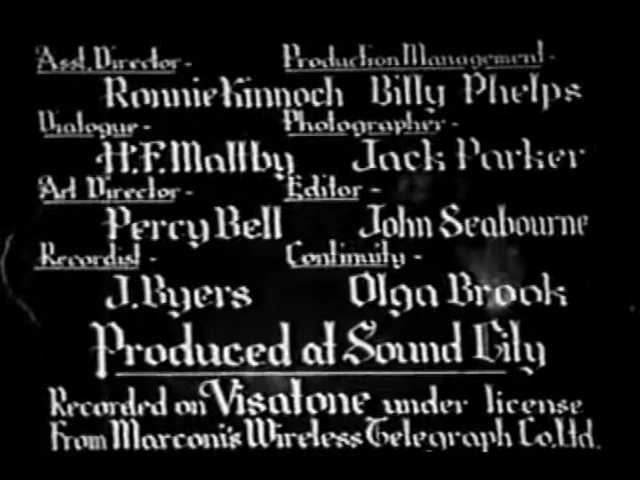 Asst. Director - Production Management -
Ronnie Kinnoch Billy Phelps
Dialogue - Photographer -
H.F. Maltby Jack Parker
Art Director - Editor -
Percy Bell John Seabourne
Recordist - Continuity -
J. Byers Olga Brook
Produced at Sound City
Recorded on Visatone under license
From Marconi's Wireless Telegraph Co. Ltd.